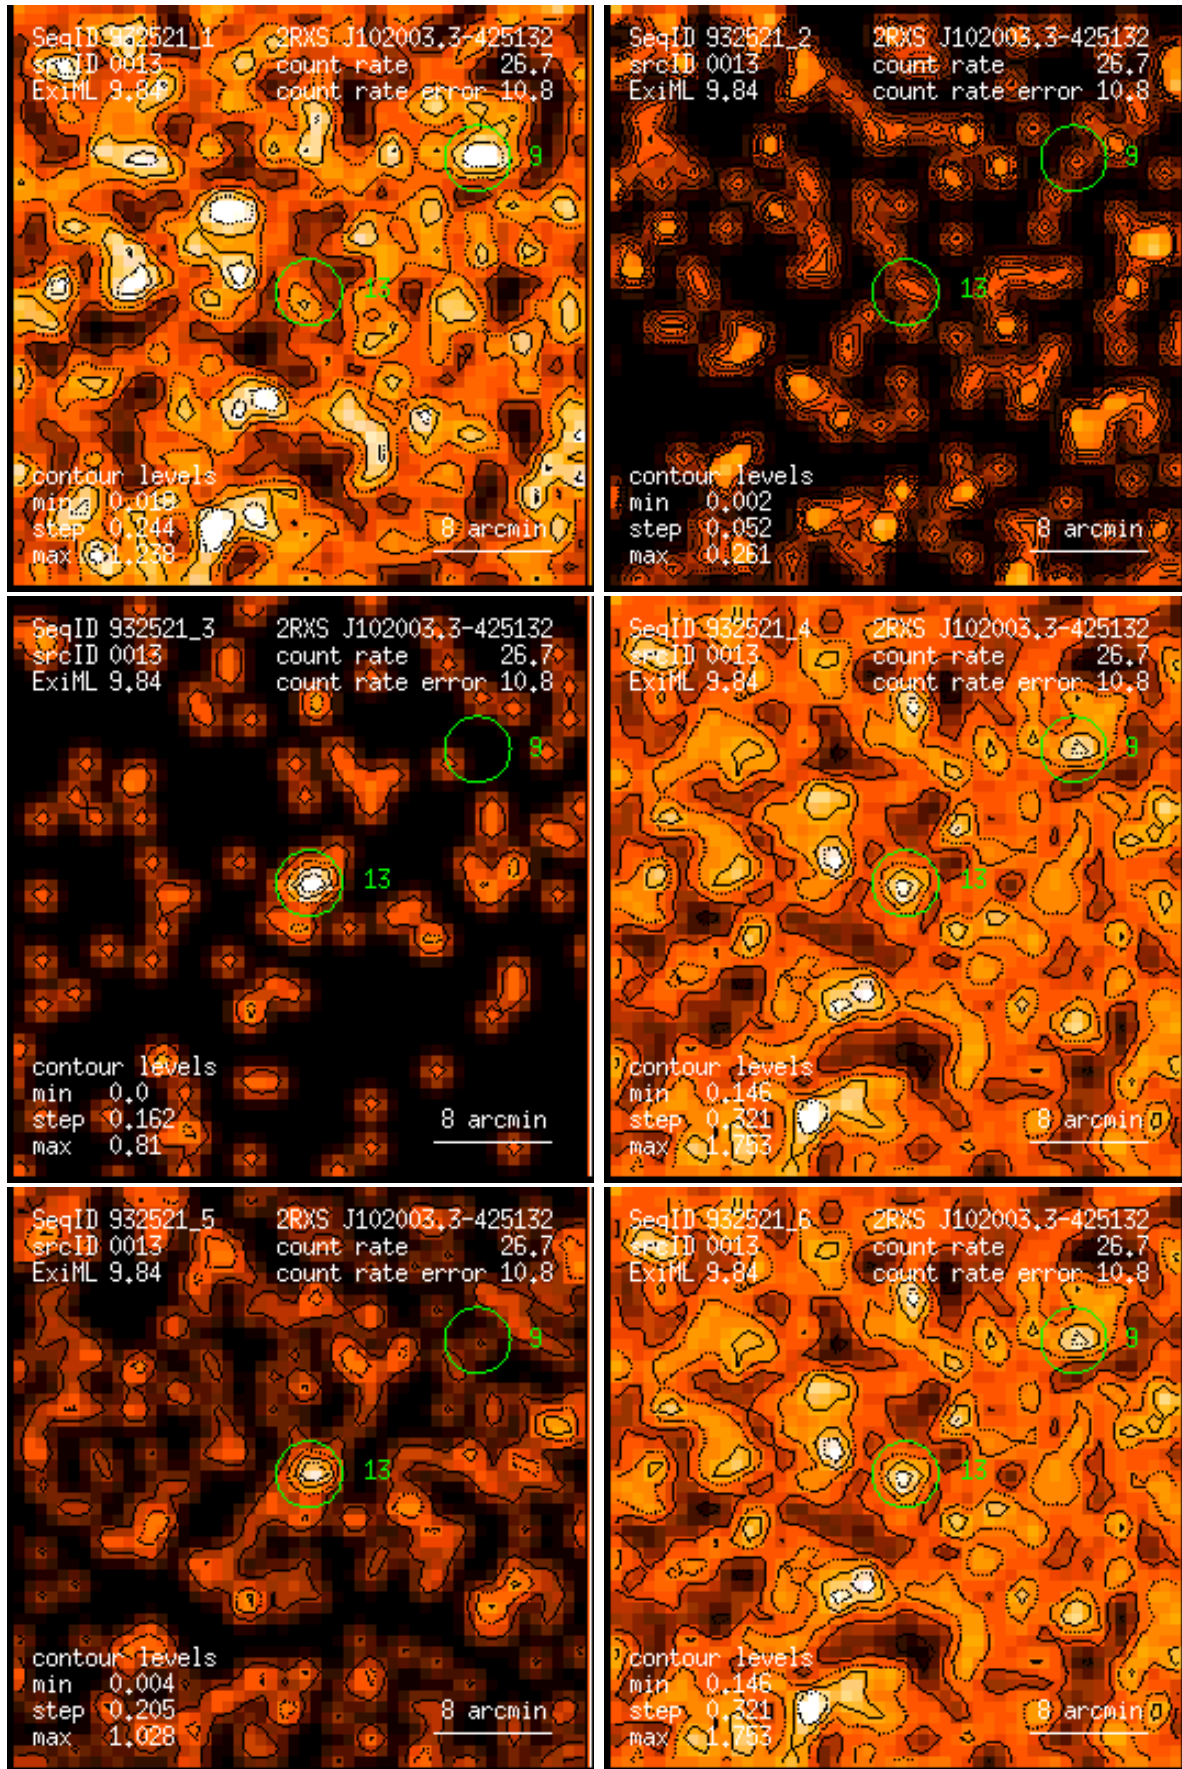 SeqID 932521_1 2RXS J102003.3-425132
srcID 0013 count rate 26.7
ExiML 9.84 count rate error 10.8
9
13
contour levels
min 0.019
step 0.244
max 1.238
8 arcmin
SeqID 932521_2 2RXS J102003.3-425132
srcID 0013 count rate 26.7
ExiML 9.84 count rate error 10.8
9
13
contour levels
min 0.002
step 0.052
max 0.261
8 arcmin
SeqID 932521_3 2RXS J102003.3-425132
srcID 0013 count rate 26.7
ExiML 9.84 count rate error 10.8
9
13
contour levels
min 0.0
step 0.162
max 0.81
8 arcmin
SeqID 932521_4 2RXS J102003.3-425132
srcID 0013 count rate 26.7
ExiML 9.84 count rate error 10.8
9
13
contour levels
min 0.146
step 0.321
max 1.753
8 arcmin
SeqID 932521_5 2RXS J102003.3-425132
srcID 0013 count rate 26.7
ExiML 9.84 count rate error 10.8
9
13
contour levels
min 0.004
step 0.205
max 1.028
8 arcmin
SeqID 932521_6 2RXS J102003.3-425132
srcID 0013 count rate 26.7
ExiML 9.84 count rate error 10.8
9
13
contour levels
min 0.146
step 0.321
max 1.753
8 arcmin